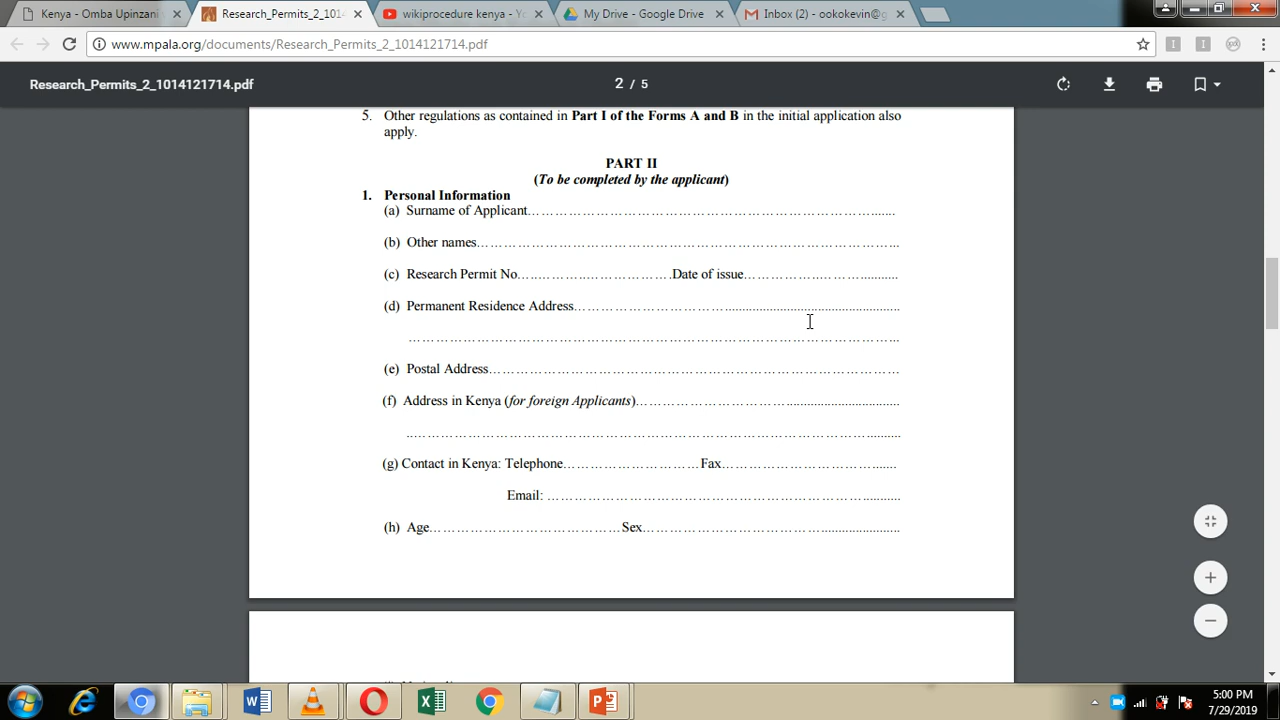 Kenya - Omba Upinzani
Research_Permits_2_1014
wikiprocedure kenya - Yo
My Drive - Google Drive
Inbox (2) - ookokevin@g
www.mpala.org/documents/Research_Permits_2_1014121714.pdf
Research_Permits_2_1014121714.pdf
2 / 5
5. Other regulations as contained in Part I of the Forms A and B in the initial application also
apply.
PART II
(To be completed by the applicant)
1. Personal Information
(a) Surname of Applicant................................................................
(b) Other names................................................................
(c) Research Permit No................................Date of issue................................
(d) Permanent Residence Address................................................................
................................................................
(e) Postal Address................................................................
(f) Address in Kenya (for foreign Applicants)................................................
................................................................
(g) Contact in Kenya: Telephone................................Fax................................
Email: ................................................................
(h) Age................................Sex................................
5:00 PM
7/29/2019